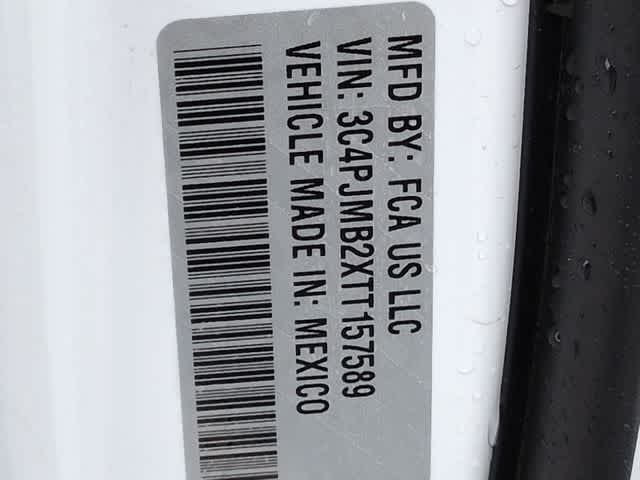 MFD BY: FCA US LLC
VIN: 3C4PJMB2XTT157589
VEHICLE MADE IN: MEXICO